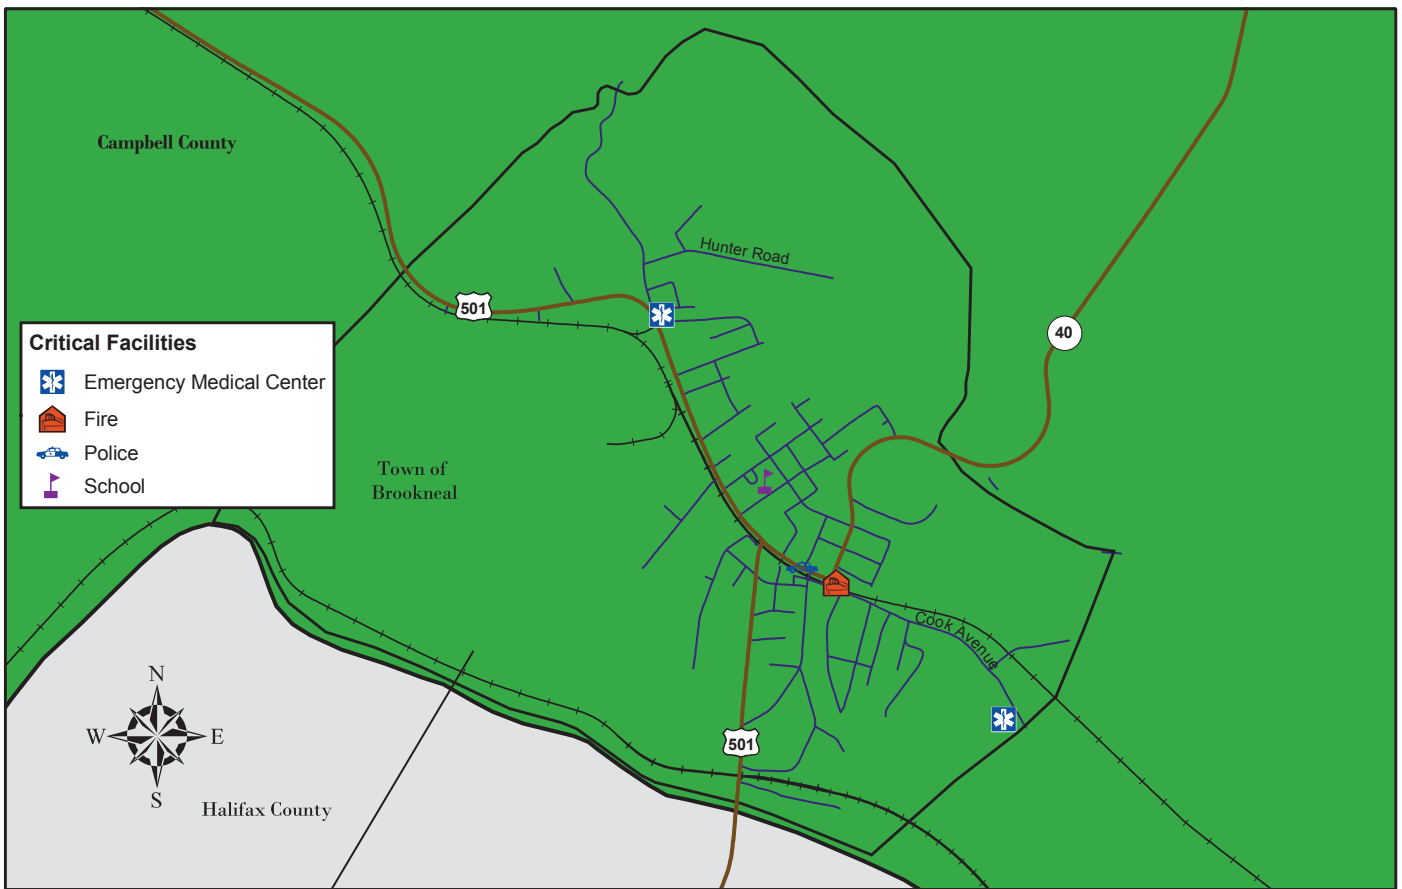 Campbell County
Hunter Road
501
40
Critical Facilities
Emergency Medical Center
Fire
Police
School
Town of
Brookneal
Cook Avenue
N
W
E
S
501
Halifax County